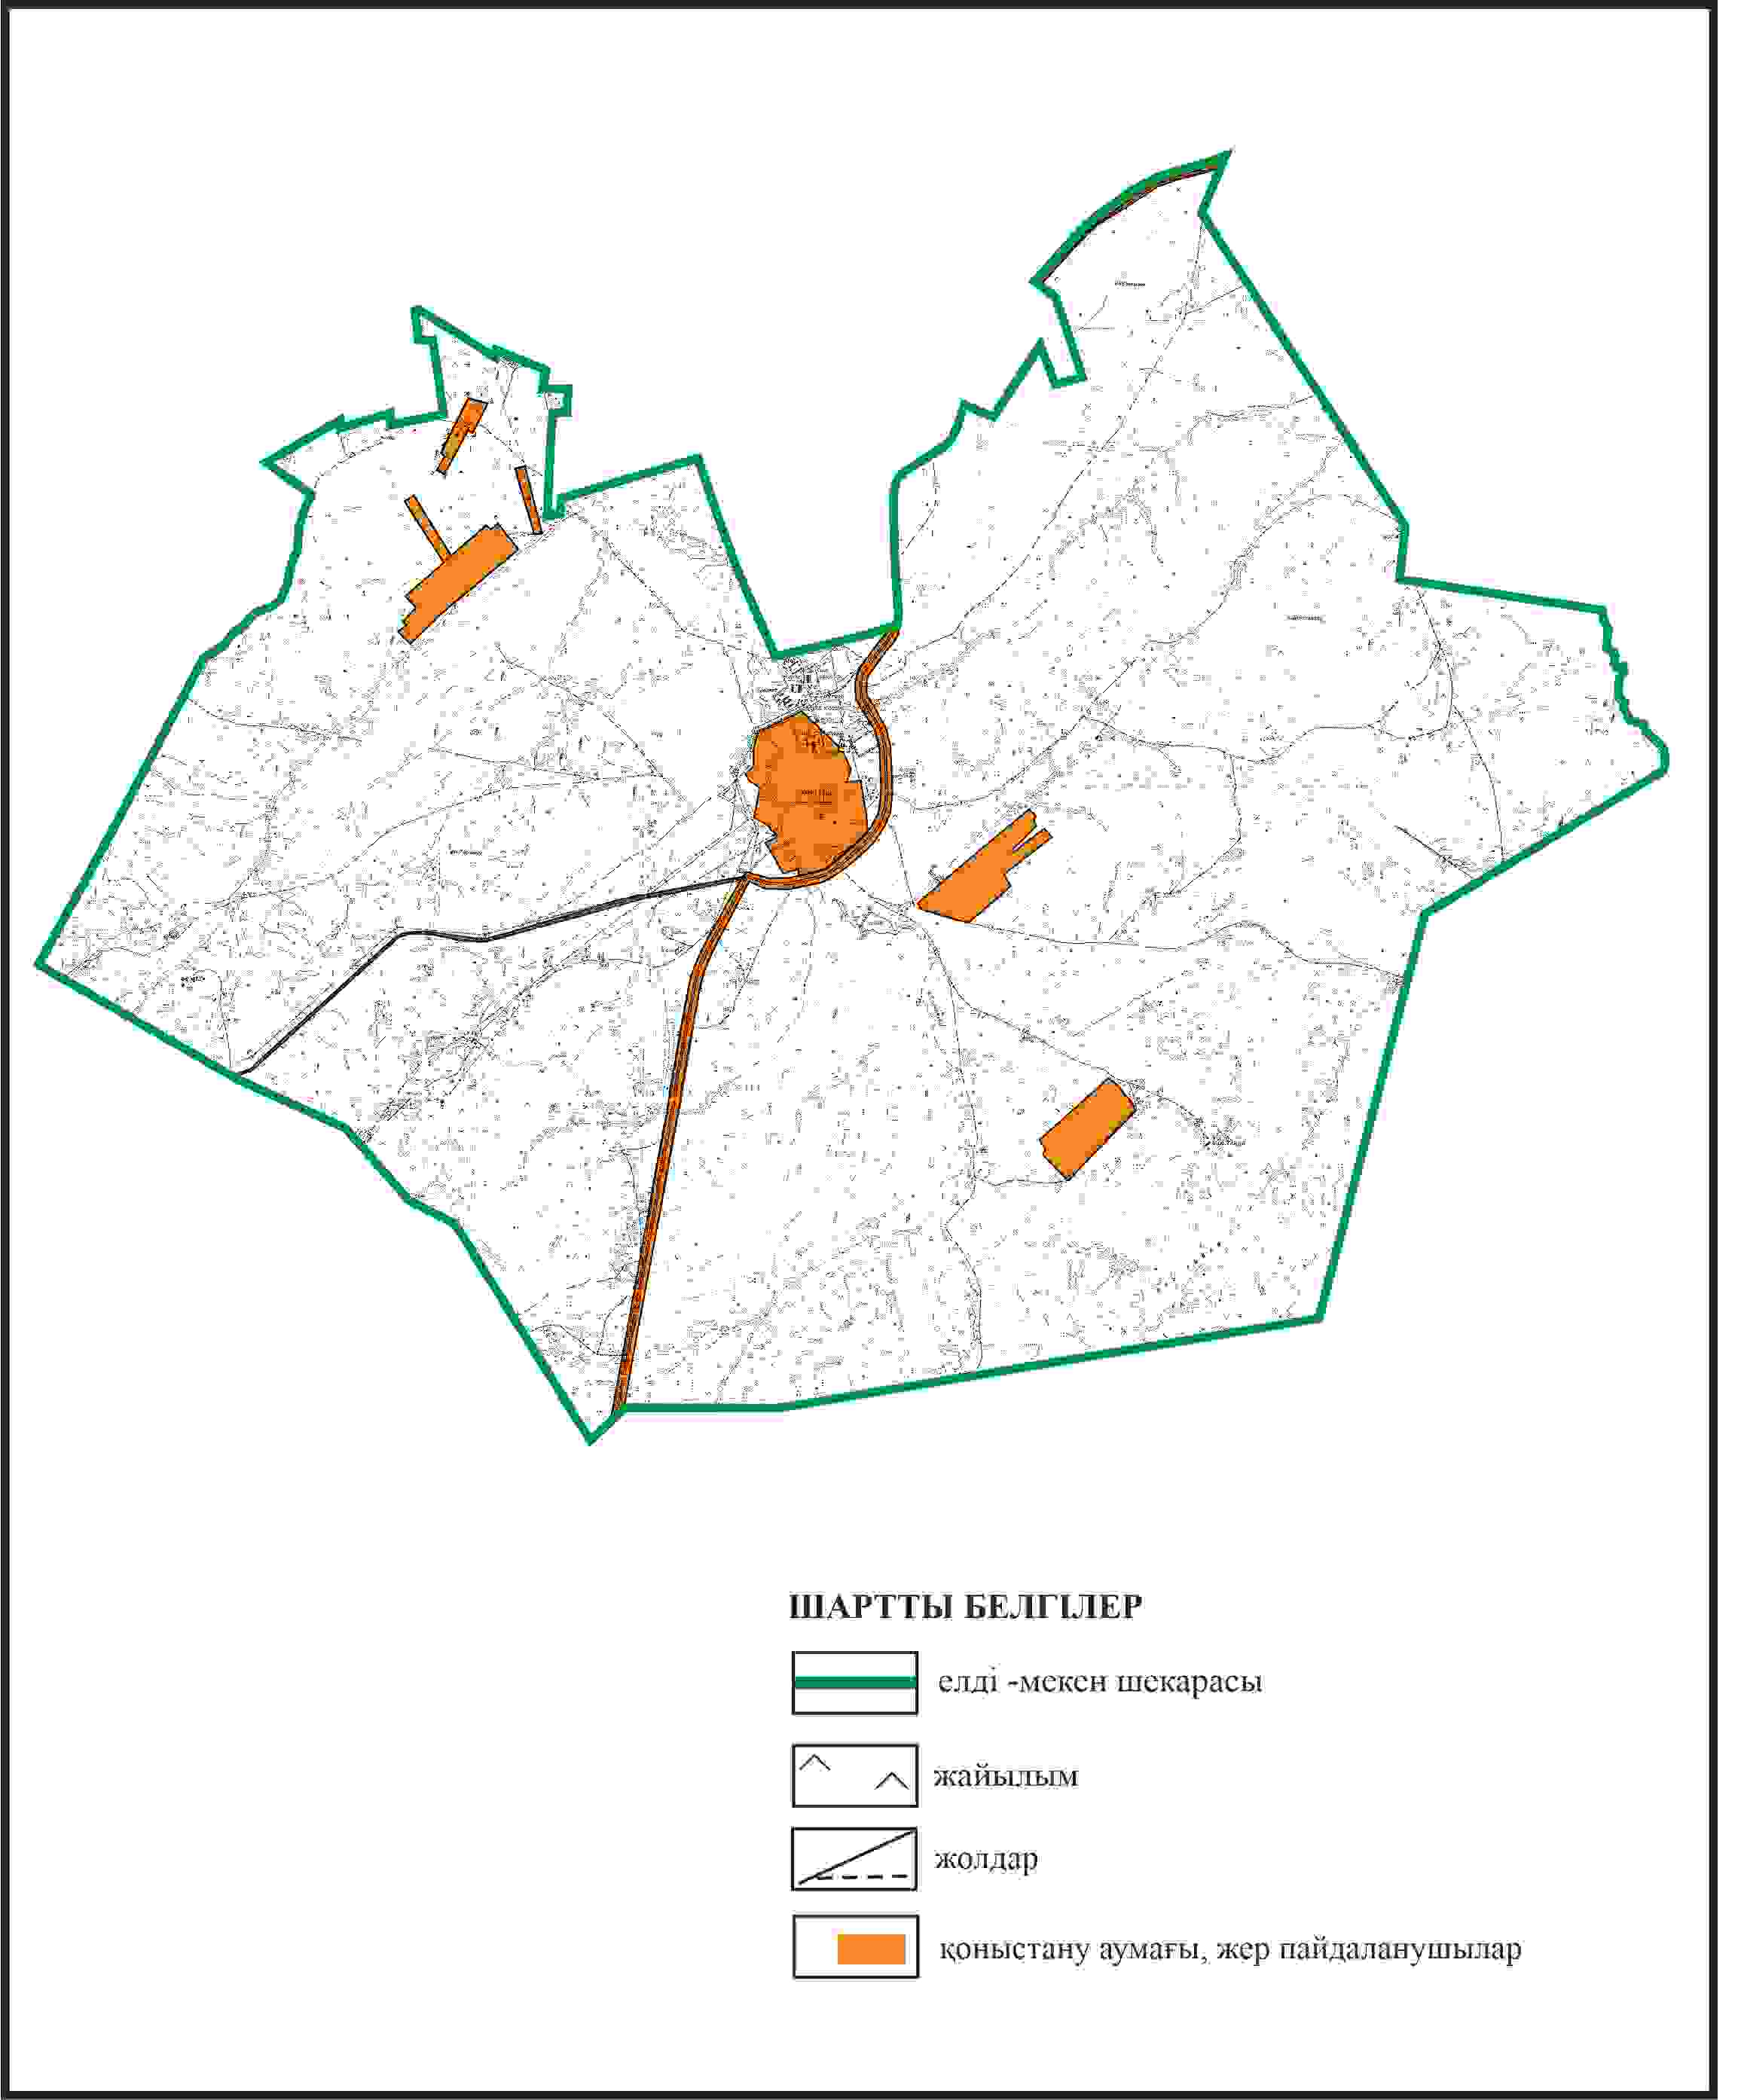 ШАРТТЫ БЕЛГІЛЕР
елді -мекен шекарасы
жайылым
жолдар
қоныстану аумағы, жер пайдаланушылар